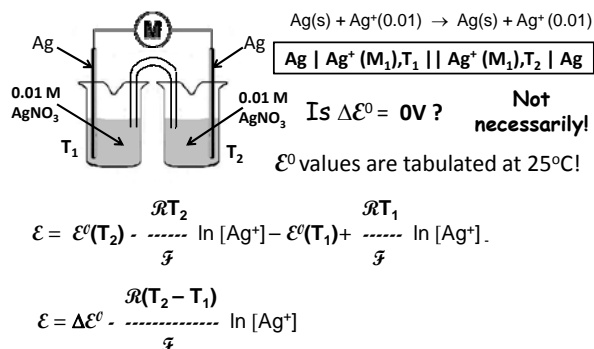 Ag(s) + Ag⁺(0.01) → Ag(s) + Ag⁺(0.01)
M
Ag
Ag
Ag | Ag⁺ (M₁),T₁ || Ag⁺ (M₁),T₂ | Ag
0.01 M
AgNO₃
0.01 M
AgNO₃
T₁
T₂
Is Δℰ⁰ = 0V ?
Not
necessarily!
ℰ⁰ values are tabulated at 25°C!
ℛT₂ ℛT₁
ℰ = ℰ⁰(T₂) - ------ ln [Ag⁺] – ℰ⁰(T₁)+ ------ ln [Ag⁺] .
ℱ ℱ
ℛ(T₂ – T₁)
ℰ = Δℰ⁰ - -------------- ln [Ag⁺]
ℱ